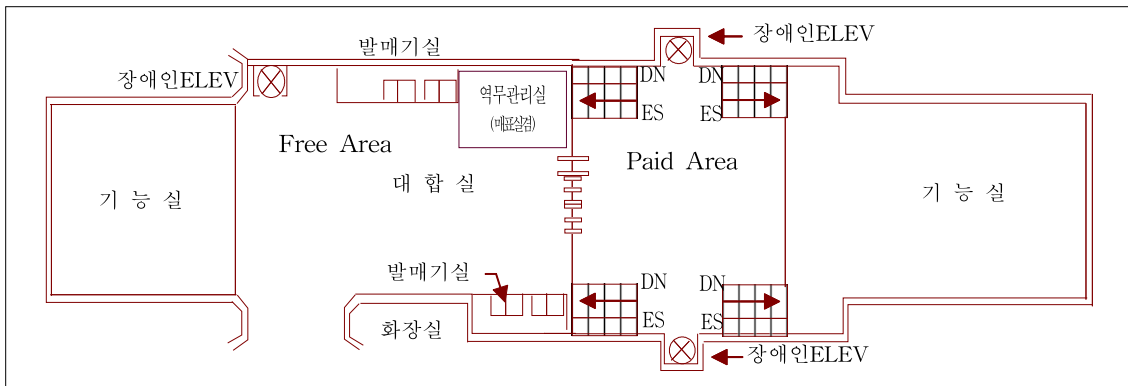 장애인ELEV
발매기실
장애인ELEV
DN
DN
역무관리실
(매표실겸)
ES
ES
Free Area
Paid Area
대 합 실
기 능 실
기 능 실
발매기실
DN
DN
화장실
ES
ES
장애인ELEV